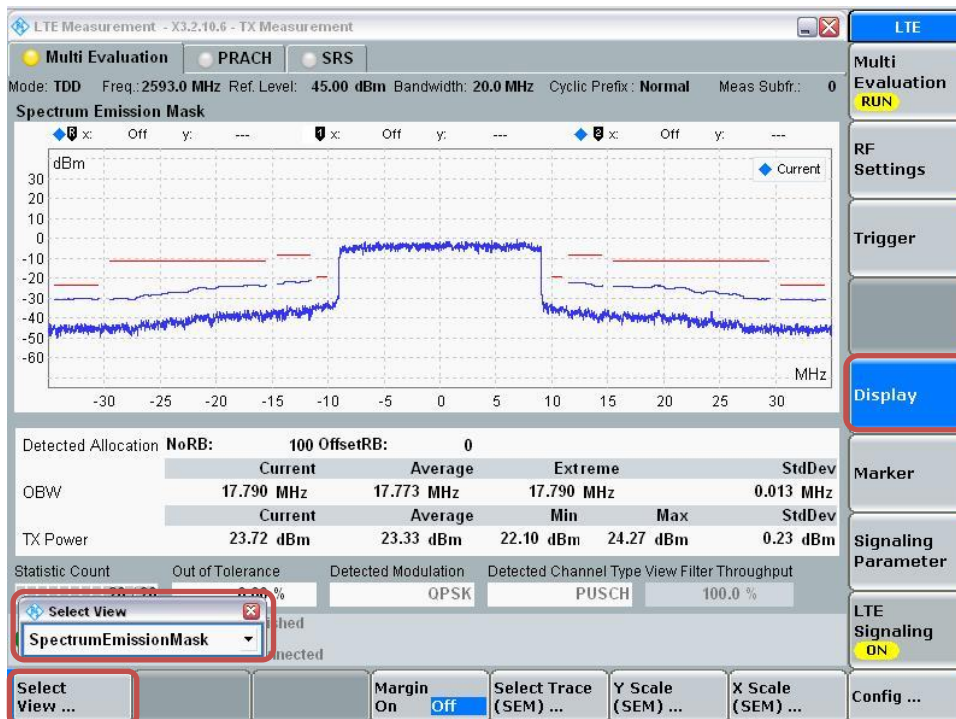 LTE Measurement - X3.2.10.6 - TX Measurement
LTE
Multi Evaluation PRACH SRS
Mode: TDD Freq.: 2593.0 MHz Ref. Level: 45.00 dBm Bandwidth: 20.0 MHz Cyclic Prefix: Normal Meas Subfr.: 0
Spectrum Emission Mask
R x: Off y: --- 1 x: Off y: --- 2 x: Off y: ---
dBm
Current
30
20
10
0
-10
-20
-30
-40
-50
-60
MHz
-30 -25 -20 -15 -10 -5 0 5 10 15 20 25 30
Detected Allocation NoRB: 100 OffsetRB: 0
Current Average Extreme StdDev
OBW 17.790 MHz 17.773 MHz 17.790 MHz 0.013 MHz
Current Average Min Max StdDev
TX Power 23.72 dBm 23.33 dBm 22.10 dBm 24.27 dBm 0.23 dBm
Statistic Count Out of Tolerance Detected Modulation Detected Channel Type View Filter Throughput
% QPSK PUSCH 100.0 %
Select View
SpectrumEmissionMask
Select
View ...
Margin
On Off
Select Trace
(SEM) ...
Y Scale
(SEM) ...
X Scale
(SEM) ...
Multi
Evaluation
RUN
RF
Settings
Trigger
Display
Marker
Signaling
Parameter
LTE
Signaling
ON
Config ...